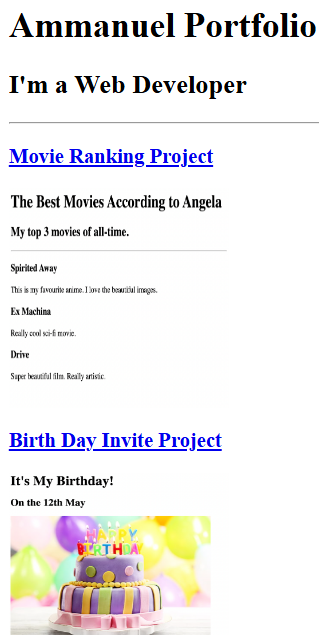 Ammanuel Portfolio
I'm a Web Developer
Movie Ranking Project
The Best Movies According to Angela
My top 3 movies of all-time.
Spirited Away
This is my favourite anime. I love the beautiful images.
Ex Machina
Really cool sci-fi movie.
Drive
Super beautiful film. Really artistic.
Birth Day Invite Project
It's My Birthday!
On the 12th May
HAPPY
BIRTHDAY